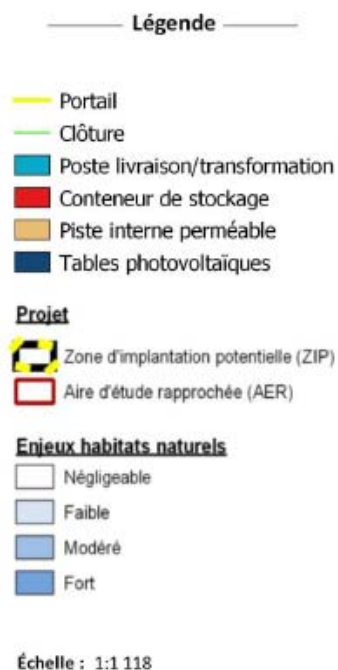 Légende
Portail
Clôture
Poste livraison/transformation
Conteneur de stockage
Piste interne perméable
Tables photovoltaïques
Projet
Zone d'implantation potentielle (ZIP)
Aire d'étude rapprochée (AER)
Enjeux habitats naturels
Négligeable
Faible
Modéré
Fort
Échelle : 1:1 118